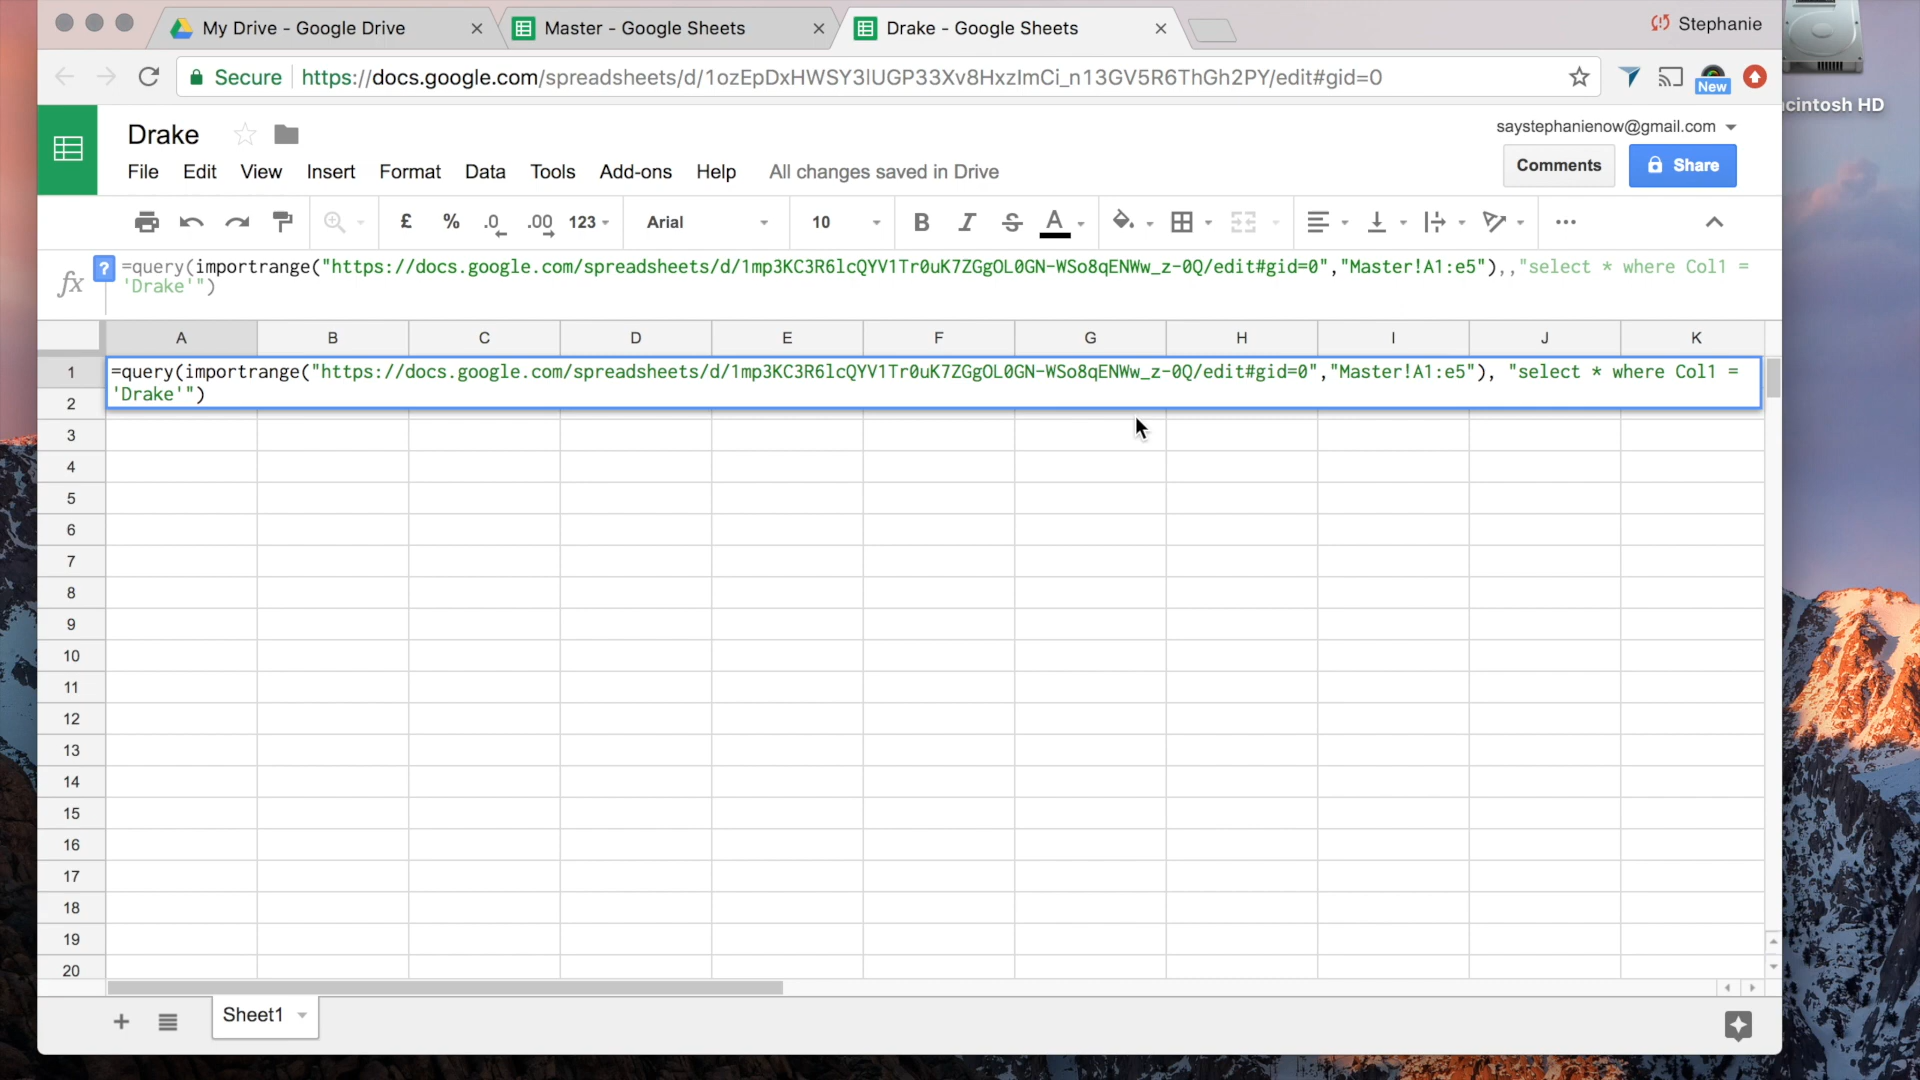 My Drive - Google Drive
Master - Google Sheets
Drake - Google Sheets
Stephanie
Secure
https://docs.google.com/spreadsheets/d/1ozEpDxHWSY3lUGP33Xv8HxzImCi_n13GV5R6ThGh2PY/edit#gid=0
New
cintosh HD
Drake
saystephanienow@gmail.com
File Edit View Insert Format Data Tools Add-ons Help All changes saved in Drive
Comments
Share
£ % .0 .00 123 Arial 10 B I S A
fx
? =query(importrange("https://docs.google.com/spreadsheets/d/1mp3KC3R6lcQYV1Tr0uK7ZGgOL0GN-WSo8qENWw_z-0Q/edit#gid=0","Master!A1:e5"),,"select * where Col1 =
'Drake'")
A B C D E F G H I J K
1 =query(importrange("https://docs.google.com/spreadsheets/d/1mp3KC3R6lcQYV1Tr0uK7ZGgOL0GN-WSo8qENWw_z-0Q/edit#gid=0","Master!A1:e5"), "select * where Col1 =
2 'Drake'")
3
4
5
6
7
8
9
10
11
12
13
14
15
16
17
18
19
20
Sheet1